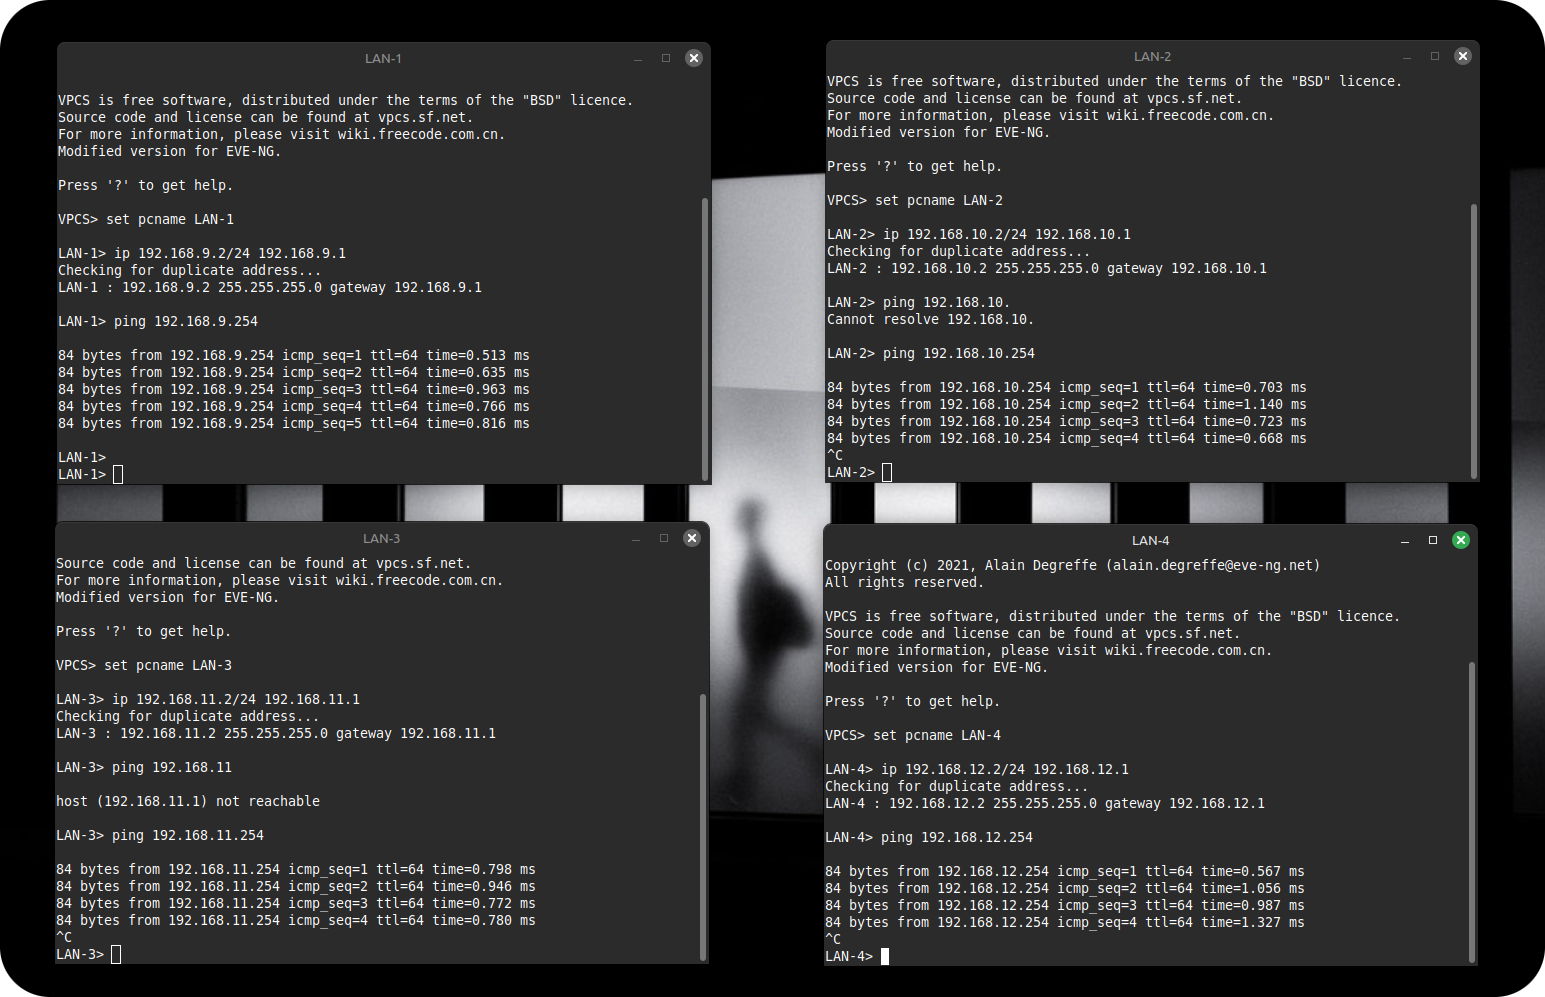 LAN-1
VPCS is free software, distributed under the terms of the "BSD" licence.
Source code and license can be found at vpcs.sf.net.
For more information, please visit wiki.freecode.com.cn.
Modified version for EVE-NG.
Press '?' to get help.
VPCS> set pcname LAN-1
LAN-1> ip 192.168.9.2/24 192.168.9.1
Checking for duplicate address...
LAN-1 : 192.168.9.2 255.255.255.0 gateway 192.168.9.1
LAN-1> ping 192.168.9.254
84 bytes from 192.168.9.254 icmp_seq=1 ttl=64 time=0.513 ms
84 bytes from 192.168.9.254 icmp_seq=2 ttl=64 time=0.635 ms
84 bytes from 192.168.9.254 icmp_seq=3 ttl=64 time=0.963 ms
84 bytes from 192.168.9.254 icmp_seq=4 ttl=64 time=0.766 ms
84 bytes from 192.168.9.254 icmp_seq=5 ttl=64 time=0.816 ms
LAN-1>
LAN-1>
LAN-2
VPCS is free software, distributed under the terms of the "BSD" licence.
Source code and license can be found at vpcs.sf.net.
For more information, please visit wiki.freecode.com.cn.
Modified version for EVE-NG.
Press '?' to get help.
VPCS> set pcname LAN-2
LAN-2> ip 192.168.10.2/24 192.168.10.1
Checking for duplicate address...
LAN-2 : 192.168.10.2 255.255.255.0 gateway 192.168.10.1
LAN-2> ping 192.168.10.
Cannot resolve 192.168.10.
LAN-2> ping 192.168.10.254
84 bytes from 192.168.10.254 icmp_seq=1 ttl=64 time=0.703 ms
84 bytes from 192.168.10.254 icmp_seq=2 ttl=64 time=1.140 ms
84 bytes from 192.168.10.254 icmp_seq=3 ttl=64 time=0.723 ms
84 bytes from 192.168.10.254 icmp_seq=4 ttl=64 time=0.668 ms
^C
LAN-2>
LAN-3
Source code and license can be found at vpcs.sf.net.
For more information, please visit wiki.freecode.com.cn.
Modified version for EVE-NG.
Press '?' to get help.
VPCS> set pcname LAN-3
LAN-3> ip 192.168.11.2/24 192.168.11.1
Checking for duplicate address...
LAN-3 : 192.168.11.2 255.255.255.0 gateway 192.168.11.1
LAN-3> ping 192.168.11
host (192.168.11.1) not reachable
LAN-3> ping 192.168.11.254
84 bytes from 192.168.11.254 icmp_seq=1 ttl=64 time=0.798 ms
84 bytes from 192.168.11.254 icmp_seq=2 ttl=64 time=0.946 ms
84 bytes from 192.168.11.254 icmp_seq=3 ttl=64 time=0.772 ms
84 bytes from 192.168.11.254 icmp_seq=4 ttl=64 time=0.780 ms
^C
LAN-3>
LAN-4
Copyright (c) 2021, Alain Degreffe (alain.degreffe@eve-ng.net)
All rights reserved.
VPCS is free software, distributed under the terms of the "BSD" licence.
Source code and license can be found at vpcs.sf.net.
For more information, please visit wiki.freecode.com.cn.
Modified version for EVE-NG.
Press '?' to get help.
VPCS> set pcname LAN-4
LAN-4> ip 192.168.12.2/24 192.168.12.1
Checking for duplicate address...
LAN-4 : 192.168.12.2 255.255.255.0 gateway 192.168.12.1
LAN-4> ping 192.168.12.254
84 bytes from 192.168.12.254 icmp_seq=1 ttl=64 time=0.567 ms
84 bytes from 192.168.12.254 icmp_seq=2 ttl=64 time=1.056 ms
84 bytes from 192.168.12.254 icmp_seq=3 ttl=64 time=0.987 ms
84 bytes from 192.168.12.254 icmp_seq=4 ttl=64 time=1.327 ms
^C
LAN-4>